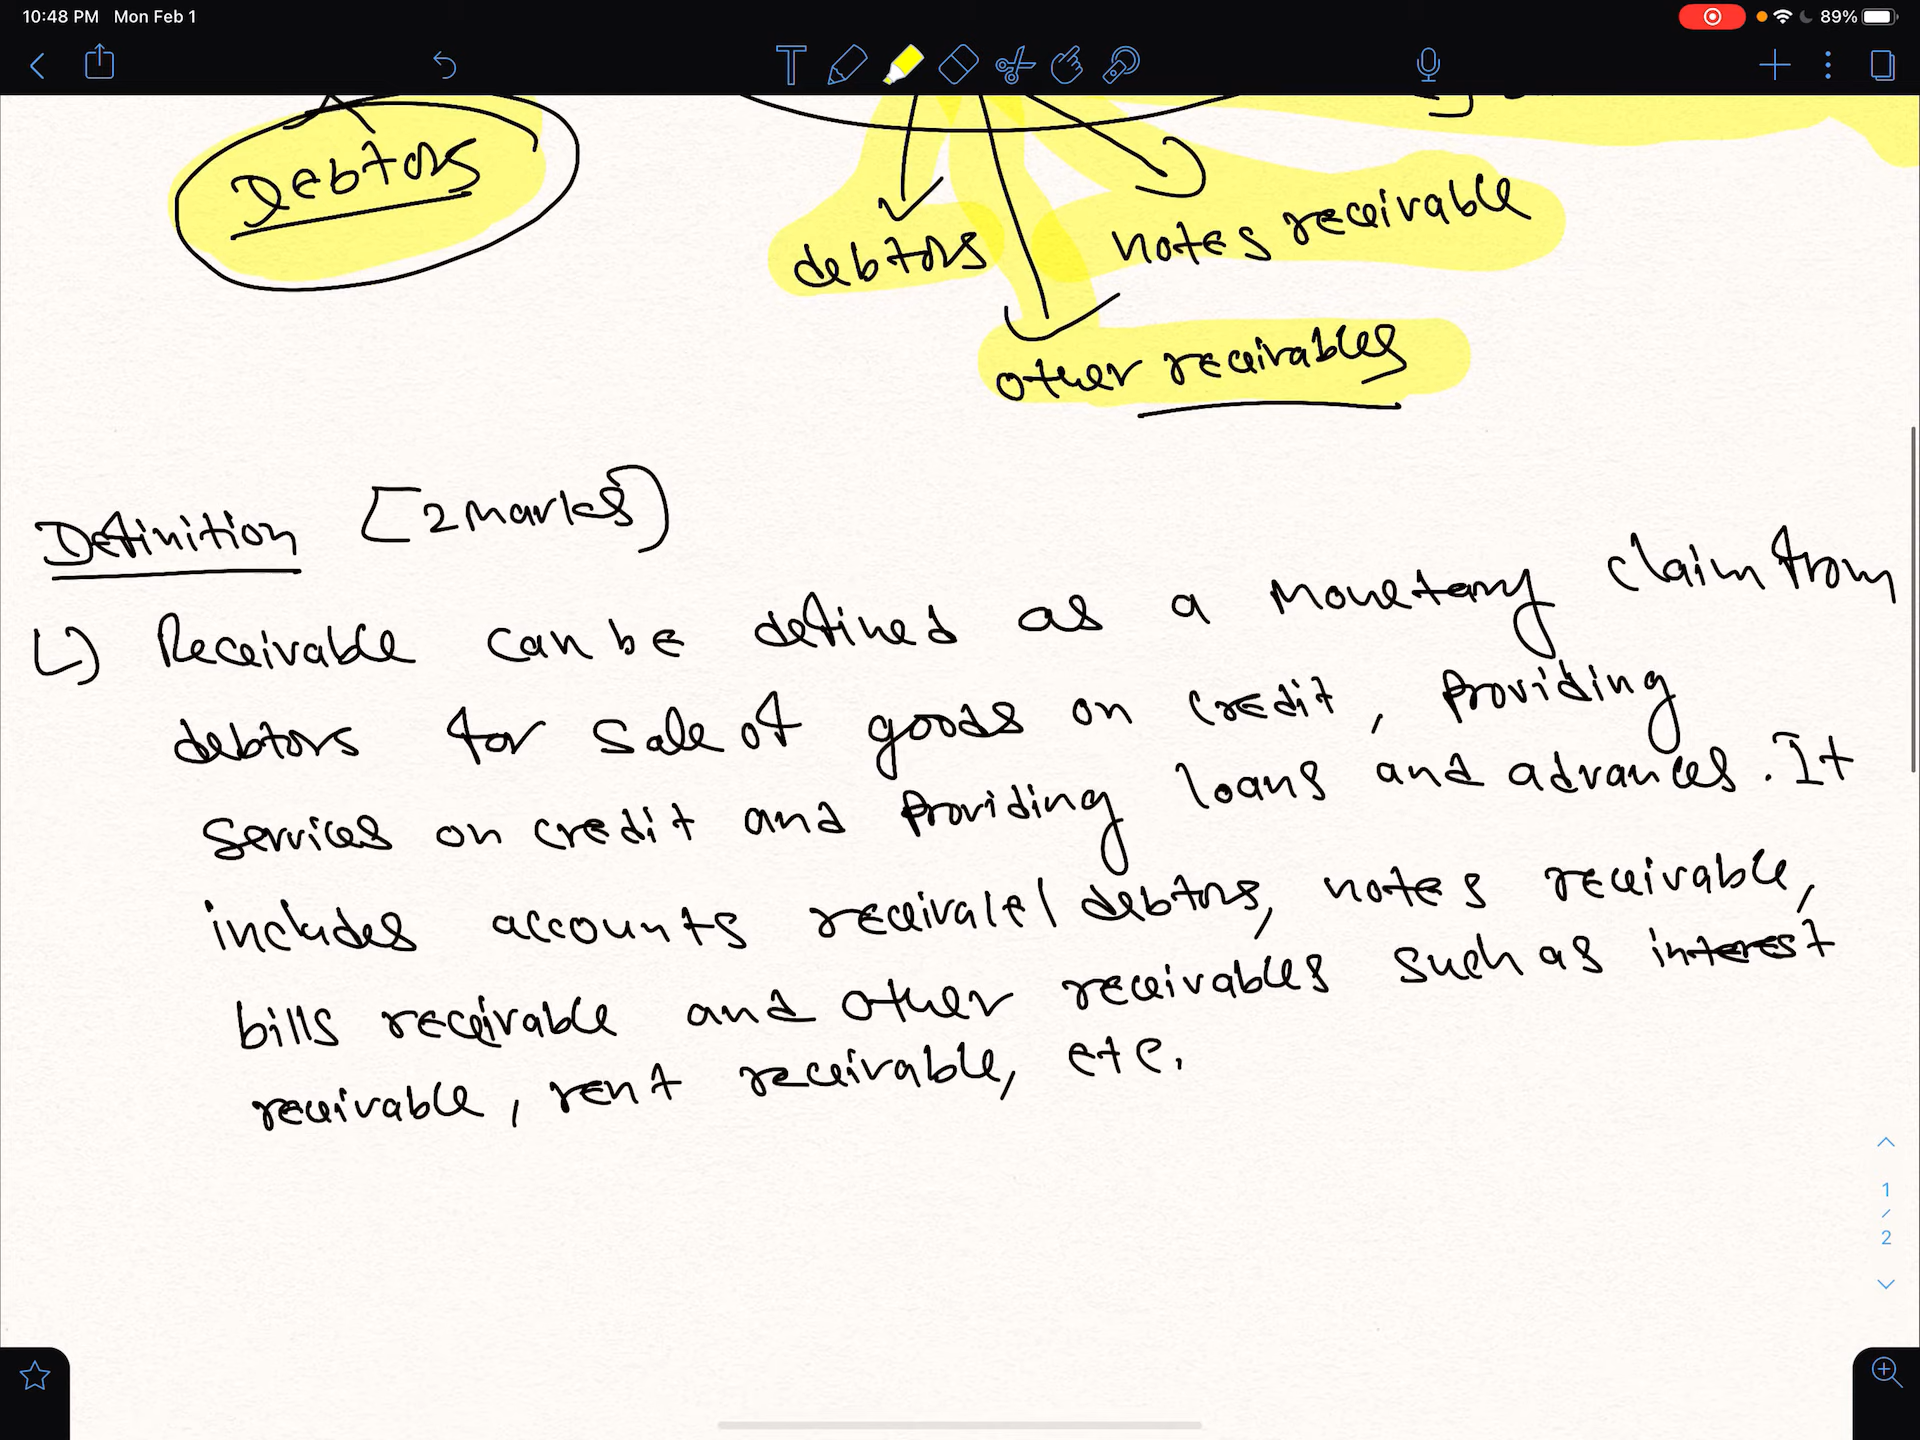 10:48 PM Mon Feb 1
89%
Debtors
debtors
notes receivable
other receivables
Definition [2 marks]
Receivable can be defined as a monetary claim from
debtors for sale of goods on credit, providing
services on credit and providing loans and advances. It
includes accounts receivalel debtors, notes receivable,
bills receivable and other receivables such as interest
receivable, rent receivable, etc.
1
/
2